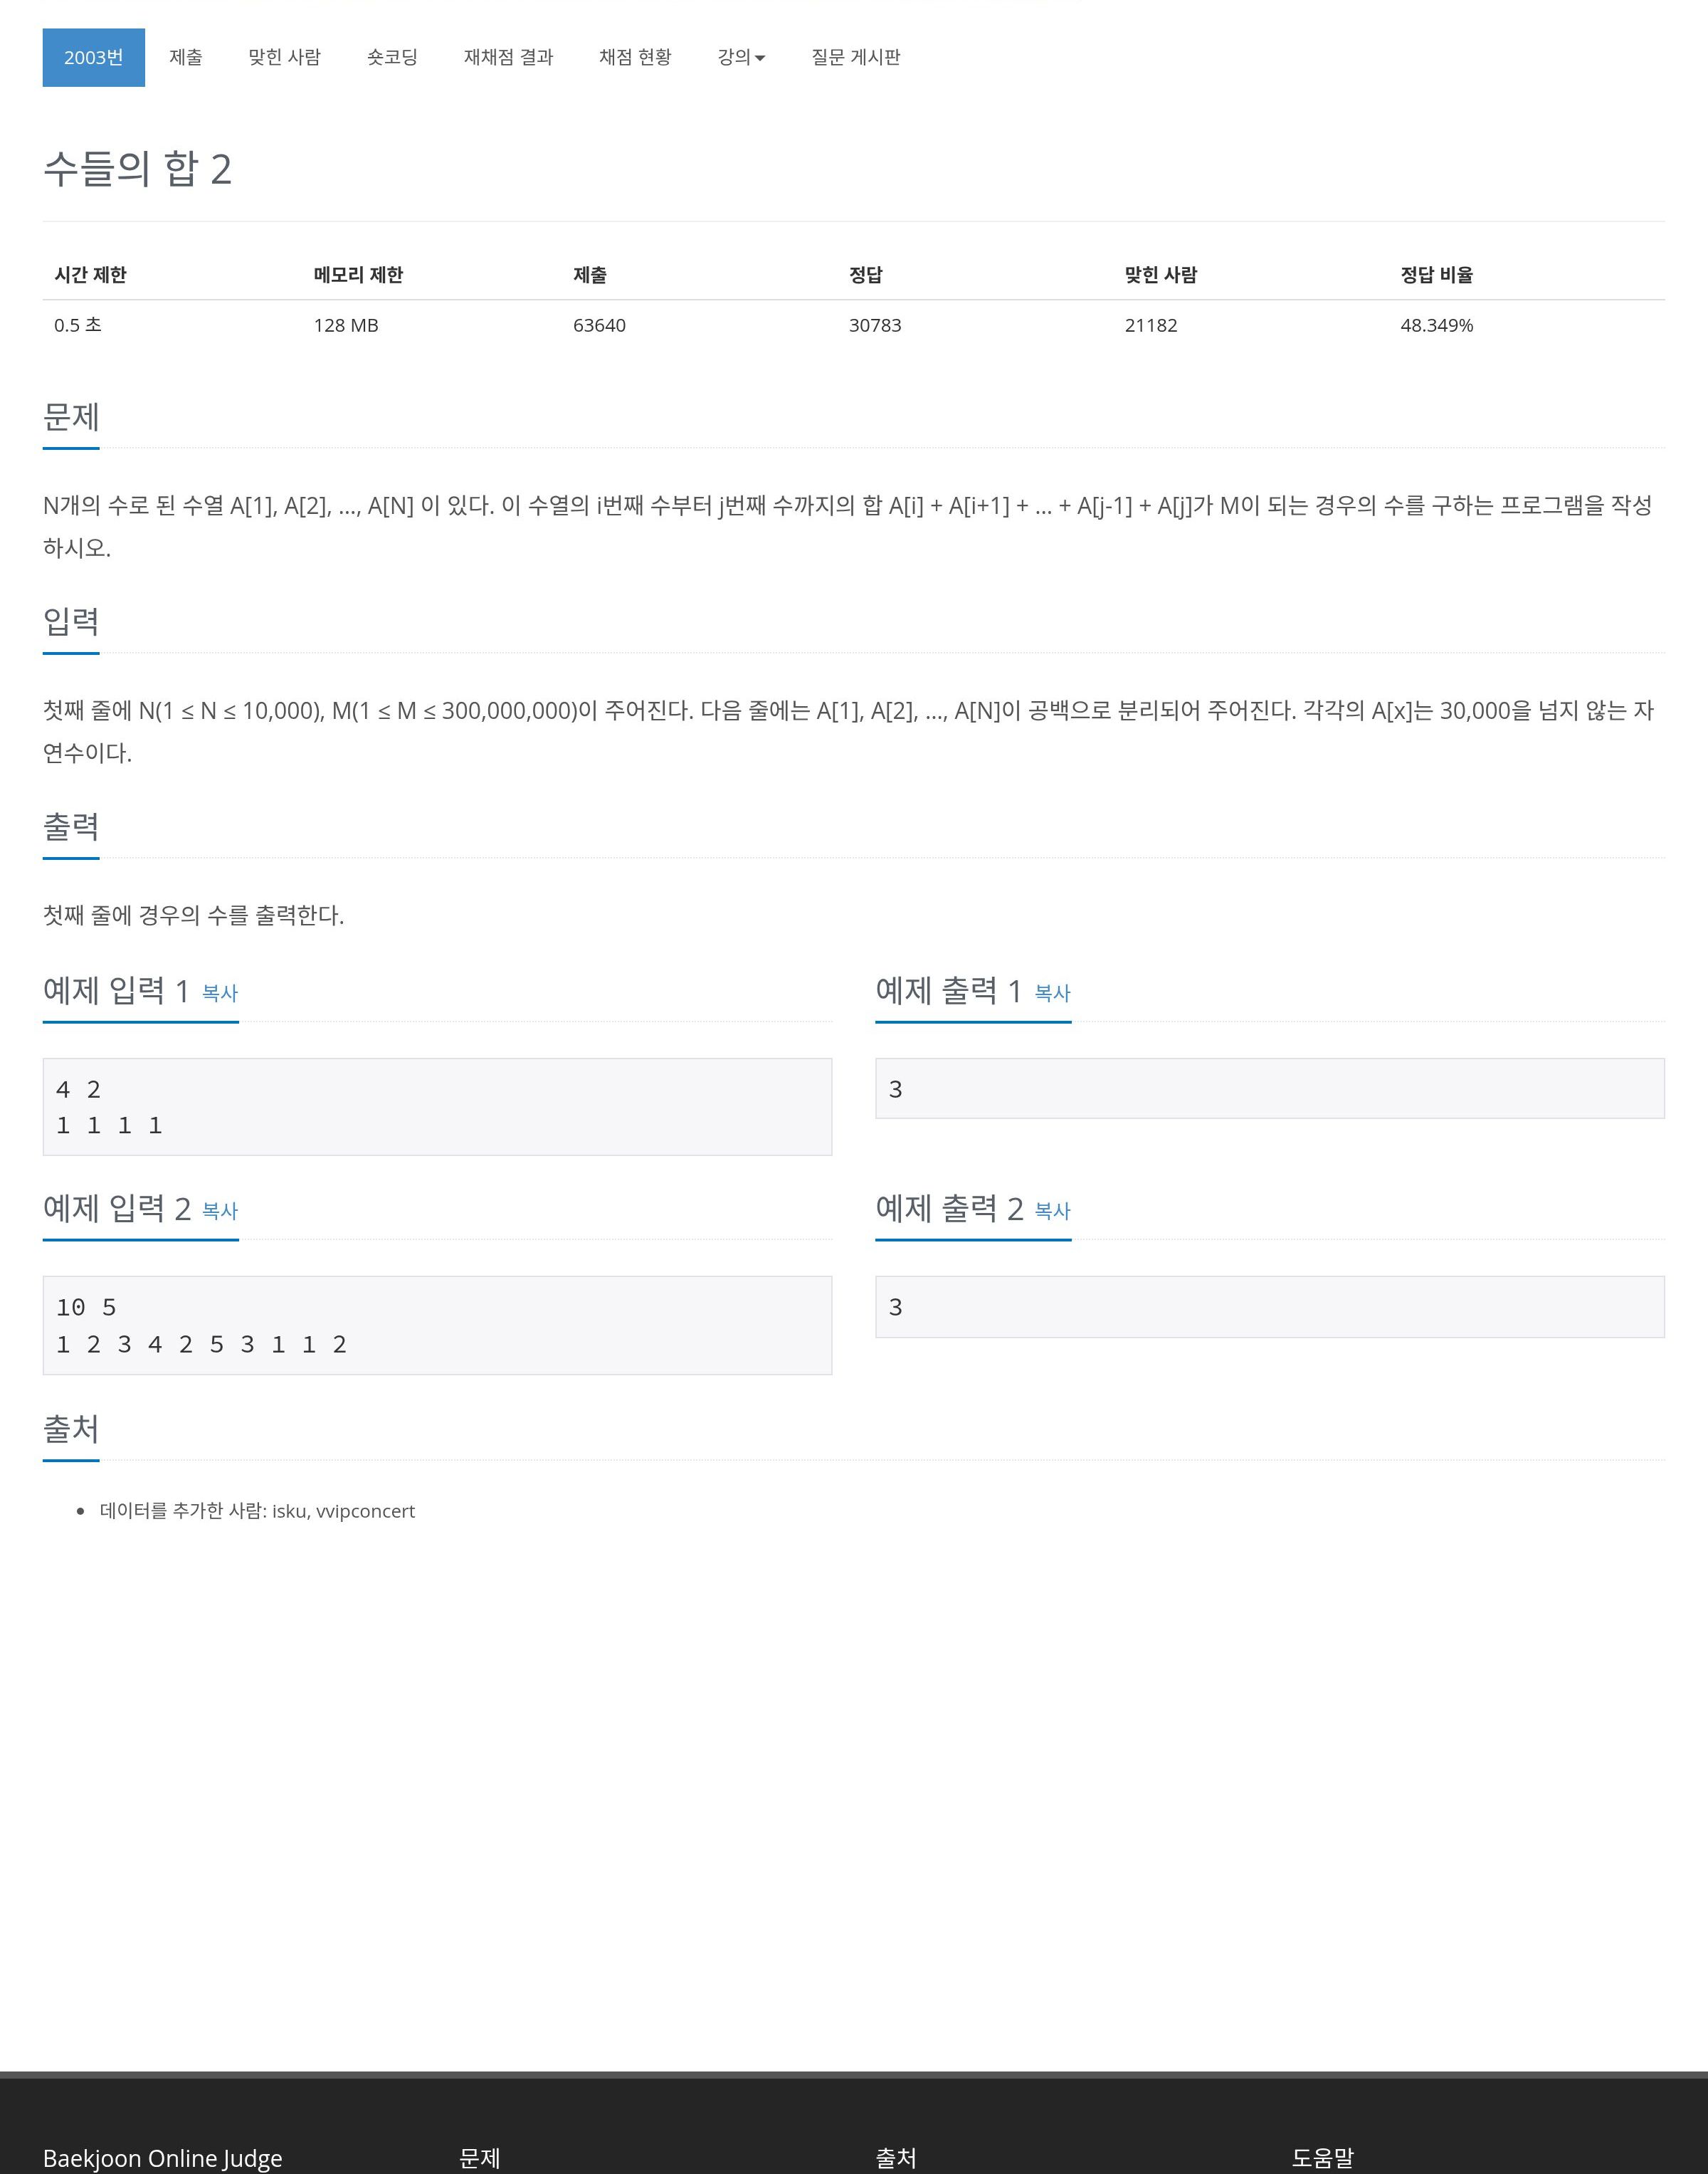 2003번 제출 맞힌 사람 숏코딩 재채점 결과 채점 현황 강의 질문 게시판
수들의 합 2
시간 제한 메모리 제한 제출 정답 맞힌 사람 정답 비율
0.5 초 128 MB 63640 30783 21182 48.349%
문제
N개의 수로 된 수열 A[1], A[2], …, A[N] 이 있다. 이 수열의 i번째 수부터 j번째 수까지의 합 A[i] + A[i+1] + … + A[j-1] + A[j]가 M이 되는 경우의 수를 구하는 프로그램을 작성
하시오.
입력
첫째 줄에 N(1 ≤ N ≤ 10,000), M(1 ≤ M ≤ 300,000,000)이 주어진다. 다음 줄에는 A[1], A[2], …, A[N]이 공백으로 분리되어 주어진다. 각각의 A[x]는 30,000을 넘지 않는 자
연수이다.
출력
첫째 줄에 경우의 수를 출력한다.
예제 입력 1 복사
4 2
1 1 1 1
예제 출력 1 복사
3
예제 입력 2 복사
10 5
1 2 3 4 2 5 3 1 1 2
예제 출력 2 복사
3
출처
데이터를 추가한 사람: isku, vvipconcert
Baekjoon Online Judge 문제 출처 도움말